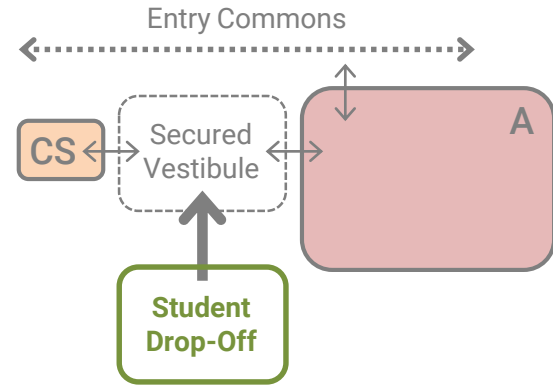 Entry Commons
A
CS
Secured
Vestibule
Student
Drop-Off